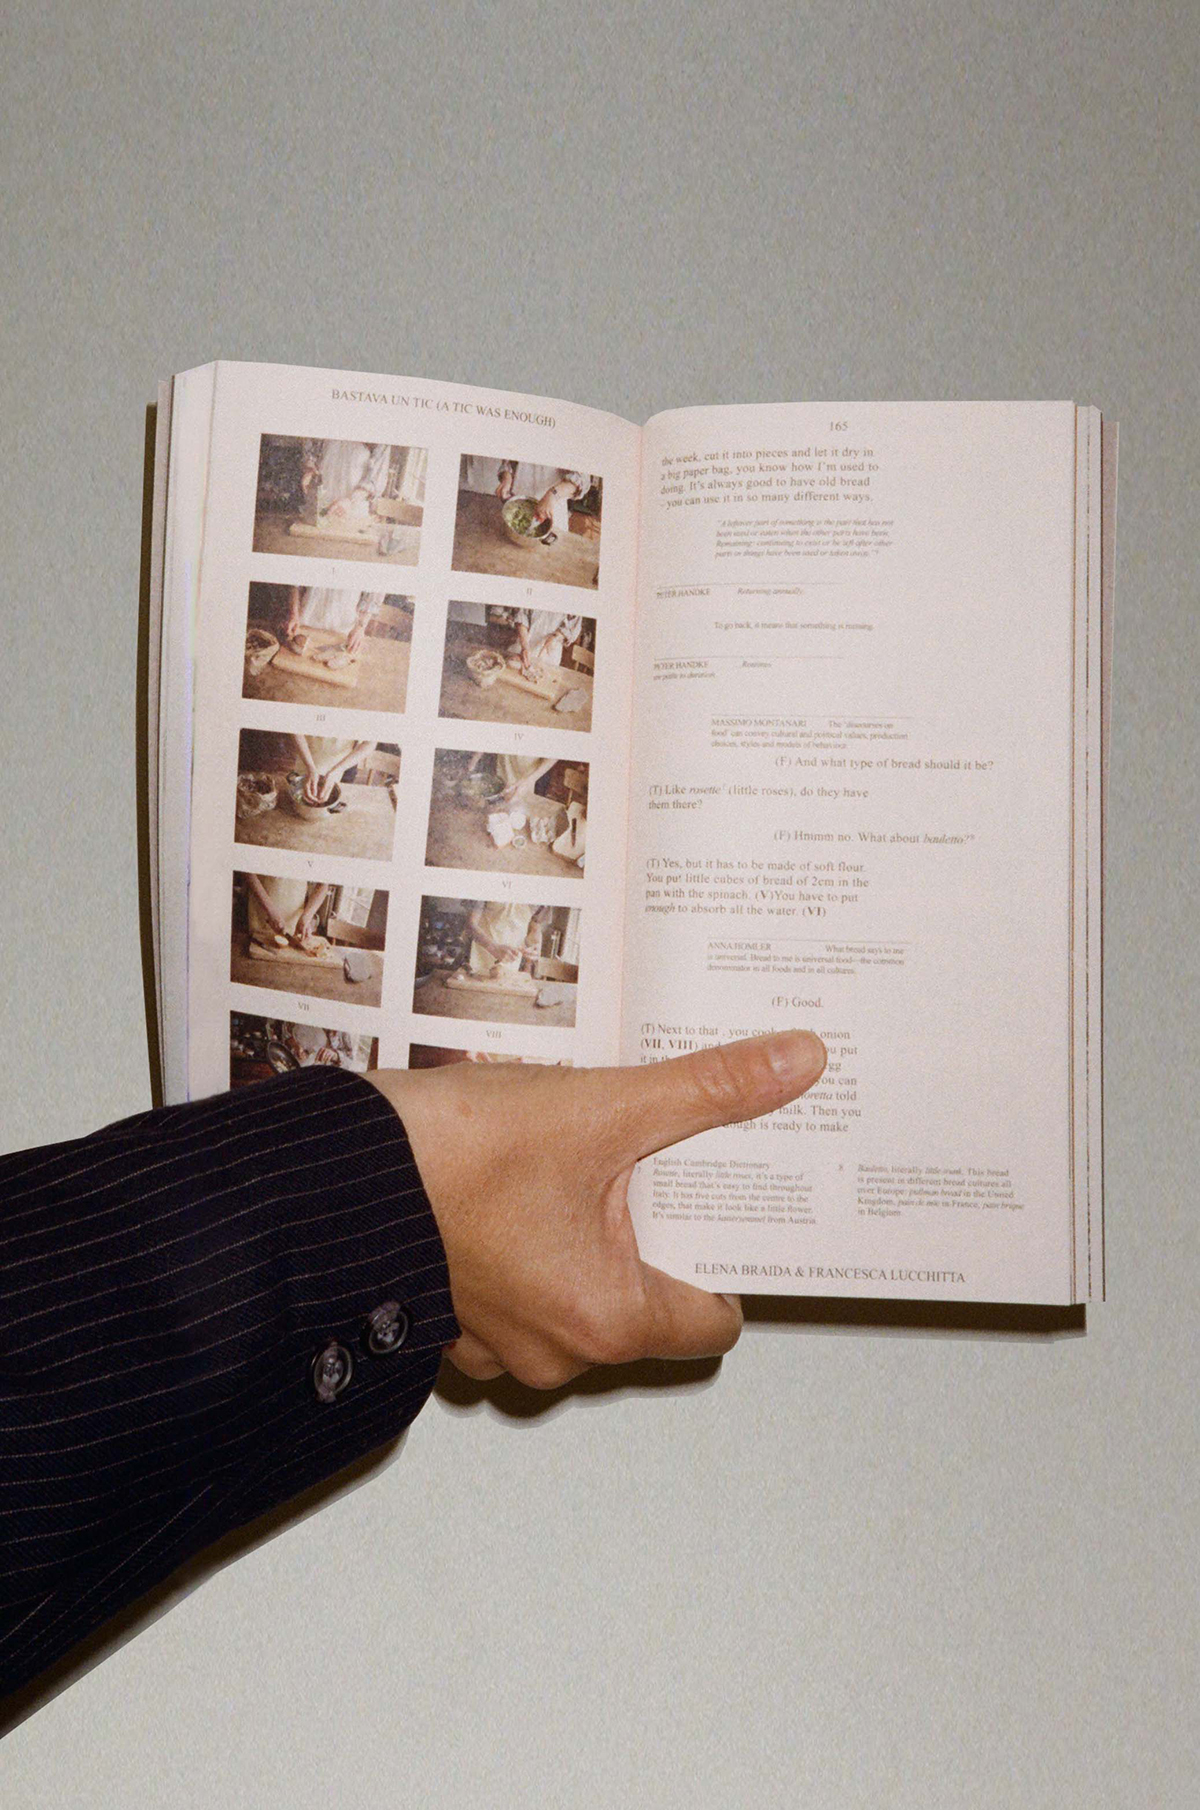 BASTAVA UN TIC (A TIC WAS ENOUGH)
I
II
III
IV
V
VI
VII
VIII
165
the week, cut it into pieces and let it dry in
a big paper bag, you know how I'm used to
doing. It's always good to have old bread
- you can use it in so many different ways.
"A leftover part of something is the part that has not
been used or eaten when the other parts have been.
Remaining: continuing to exist or be left after other
parts or things have been used or taken away."⁶
PETER HANDKE Returning annually.
To go back, it means that something is missing.
PETER HANDKE Routines
are paths to duration.
MASSIMO MONTANARI The 'discourses on
food' can convey cultural and political values, production
choices, styles and models of behaviour.
(F) And what type of bread should it be?
(T) Like rosette⁷ (little roses), do they have
them there?
(F) Hmmm no. What about bauletto?⁸
(T) Yes, but it has to be made of soft flour.
You put little cubes of bread of 2cm in the
pan with the spinach. (V)You have to put
enough to absorb all the water. (VI)
ANNA HOMLER What bread says to me
is universal. Bread to me is universal food—the common
denominator in all foods and in all cultures.
(F) Good.
(T) Next to that , you cook onion
(VII, VIII) and you put
it in the
you can
told
milk. Then you
dough is ready to make
English Cambridge Dictionary
7 Rosette, literally little roses, it's a type of
small bread that's easy to find throughout
Italy. It has five cuts from the centre to the
edges, that make it look like a little flower.
It's similar to the kaisersemmel from Austria.
8 Bauletto, literally little trunk. This bread
is present in different bread cultures all
over Europe: pullman bread in the United
Kingdom, pain de mie in France, pain brique
in Belgium.
ELENA BRAIDA & FRANCESCA LUCCHITTA